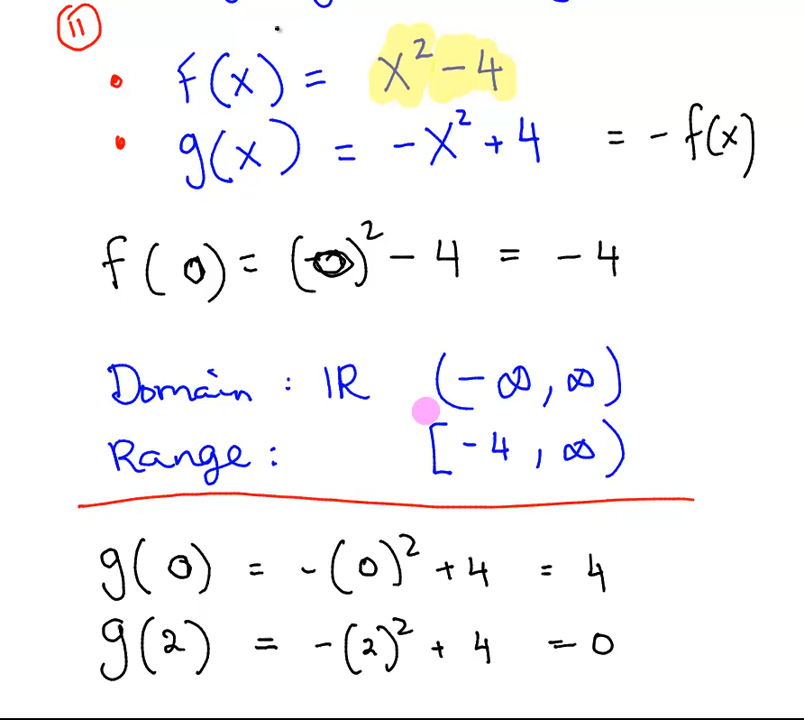 11
• f(x) = x² - 4
• g(x) = -x² + 4 = -f(x)
f(0) = (0)² - 4 = -4
Domain : IR (-∞, ∞)
Range : [-4, ∞)
g(0) = -(0)² + 4 = 4
g(2) = -(2)² + 4 = 0